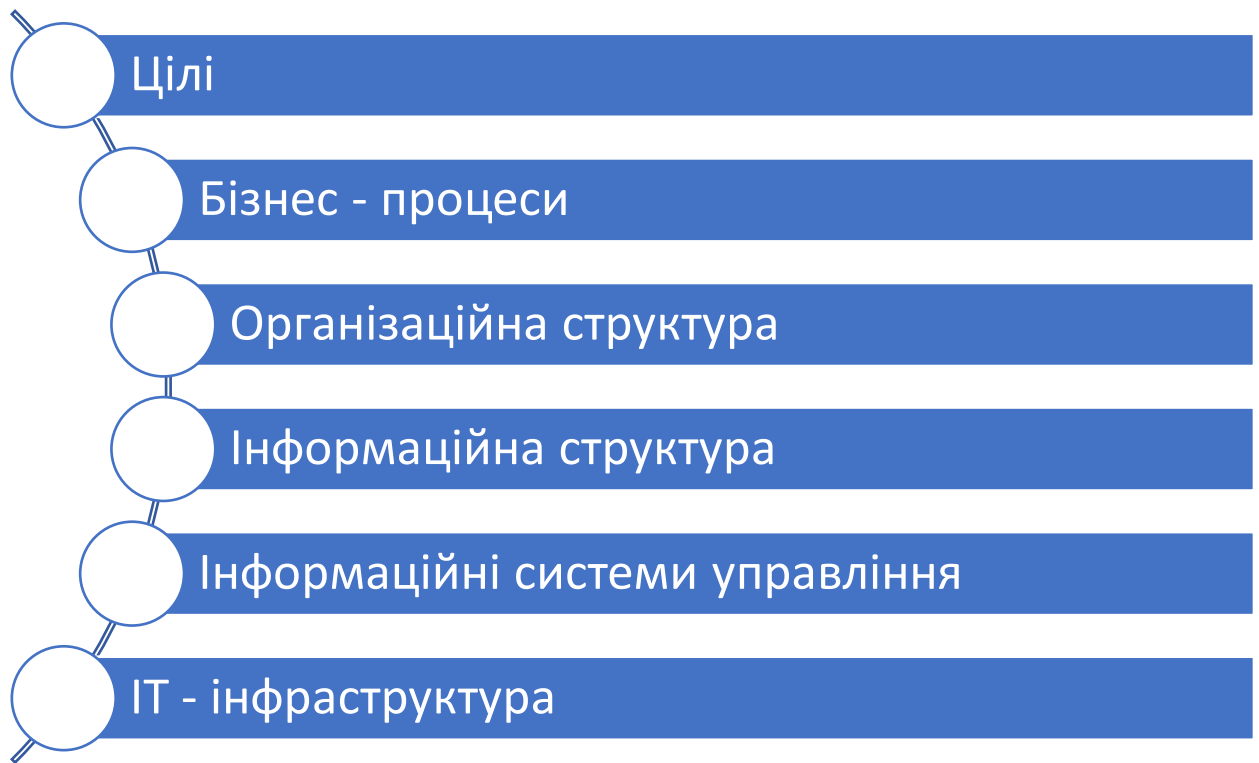 Цілі
Бізнес - процеси
Організаційна структура
Інформаційна структура
Інформаційні системи управління
ІТ - інфраструктура